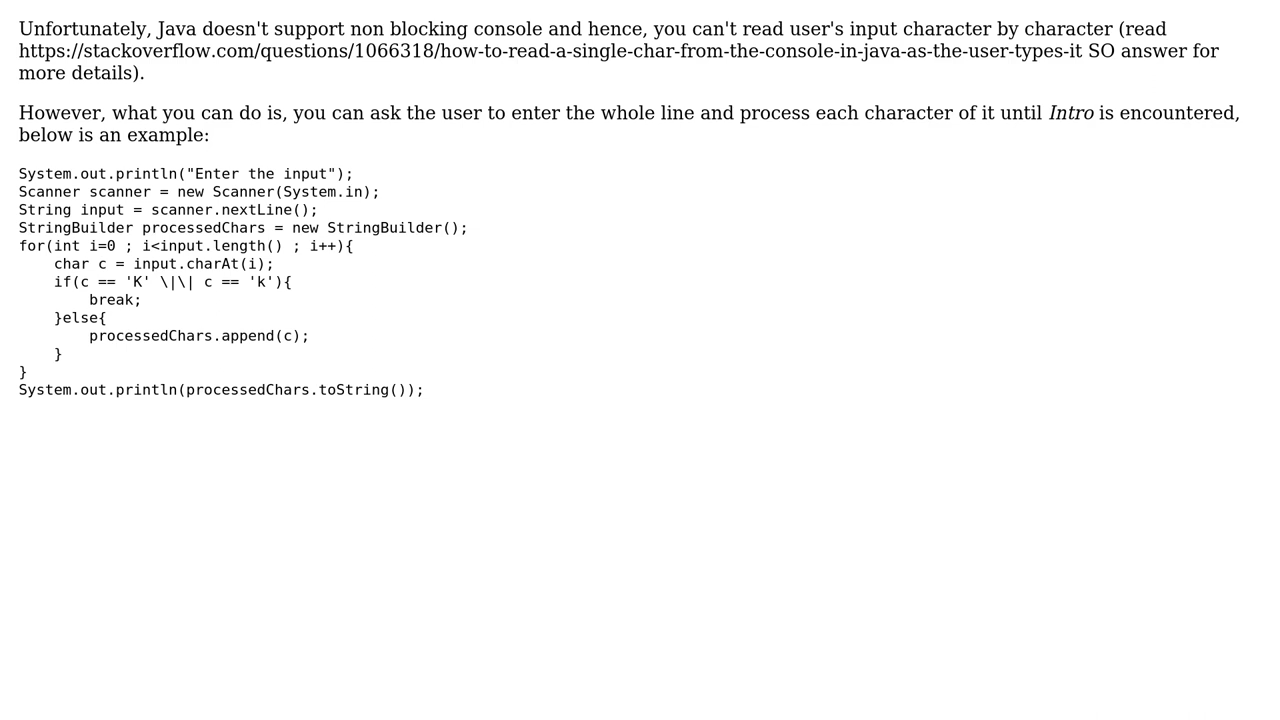 Unfortunately, Java doesn't support non blocking console and hence, you can't read user's input character by character (read
https://stackoverflow.com/questions/1066318/how-to-read-a-single-char-from-the-console-in-java-as-the-user-types-it SO answer for
more details).
However, what you can do is, you can ask the user to enter the whole line and process each character of it until Intro is encountered,
below is an example:
System.out.println("Enter the input");
Scanner scanner = new Scanner(System.in);
String input = scanner.nextLine();
StringBuilder processedChars = new StringBuilder();
for(int i=0 ; i<input.length() ; i++){
    char c = input.charAt(i);
    if(c == 'K' \|\| c == 'k'){
        break;
    }else{
        processedChars.append(c);
    }
}
System.out.println(processedChars.toString());